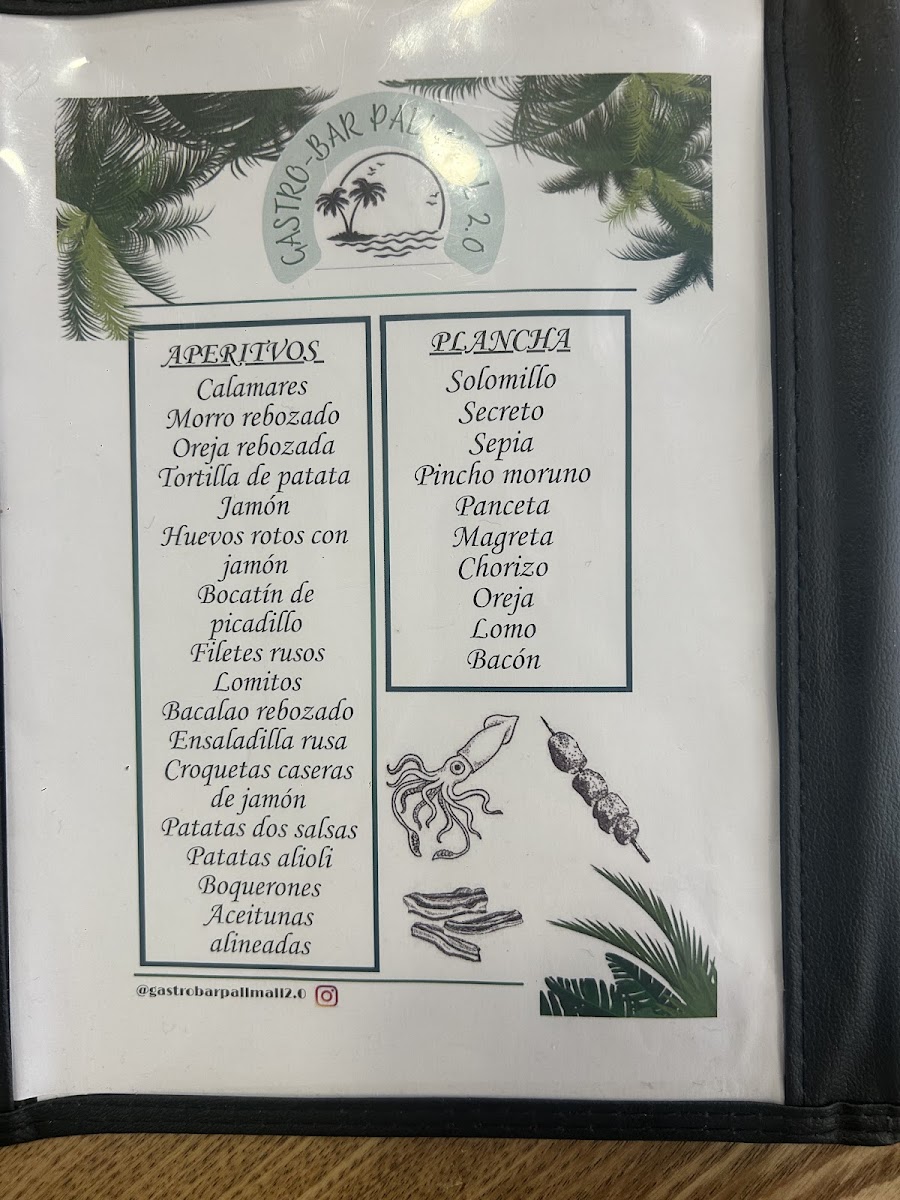 GASTRO-BAR 2.0
APERITVOS
Calamares
Morro rebozado
Oreja rebozada
Tortilla de patata
Jamón
Huevos rotos con
jamón
Bocatín de
picadillo
Filetes rusos
Lomitos
Bacalao rebozado
Ensaladilla rusa
Croquetas caseras
de jamón
Patatas dos salsas
Patatas alioli
Boquerones
Aceitunas
alineadas
PLANCHA
Solomillo
Secreto
Sepia
Pincho moruno
Panceta
Magreta
Chorizo
Oreja
Lomo
Bacón
@gastrobarpallmall2.0